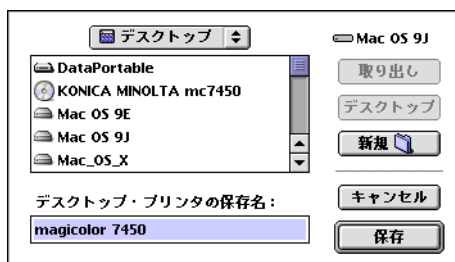 デスクトップ
Mac OS 9J
DataPortable
KONICA MINOLTA mc7450
Mac OS 9E
Mac OS 9J
Mac_OS_X
取り出し
デスクトップ
新規
デスクトップ・プリンタの保存名：
magicolor 7450
キャンセル
保存